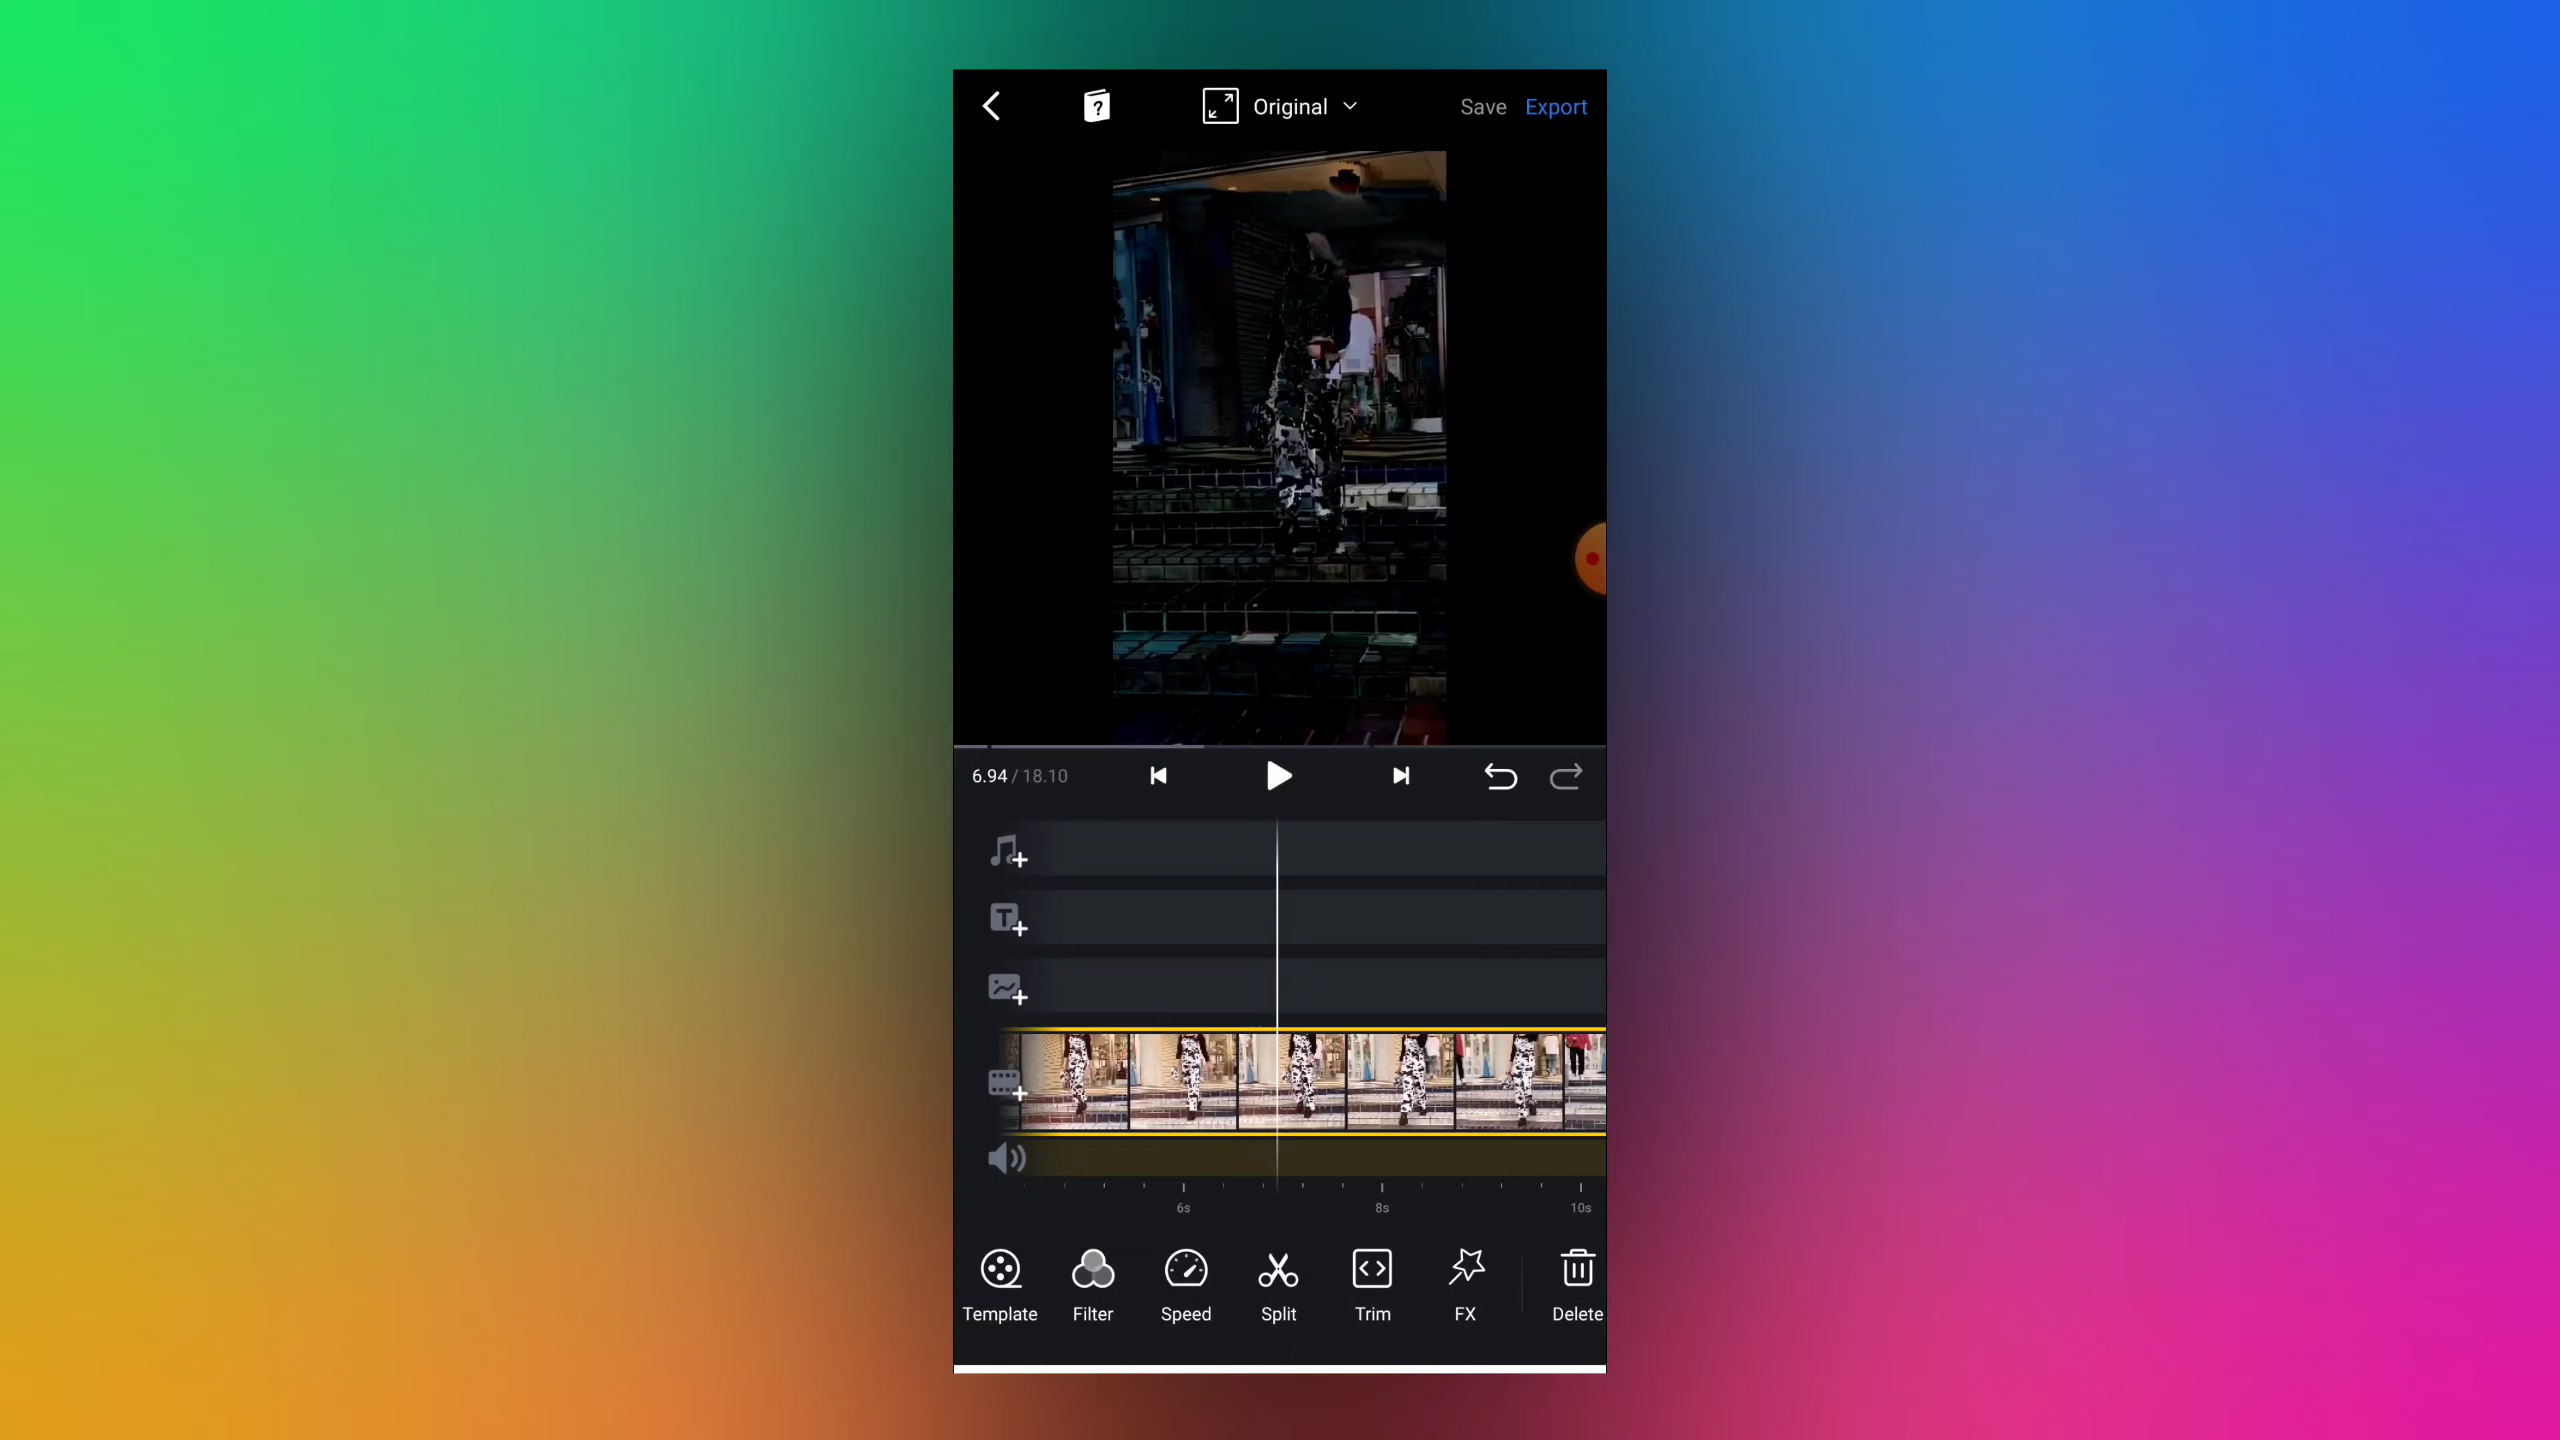 ?
Original
Save Export
6.94 / 18.10
T
6s 8s 10s
Template Filter Speed Split Trim FX Delete